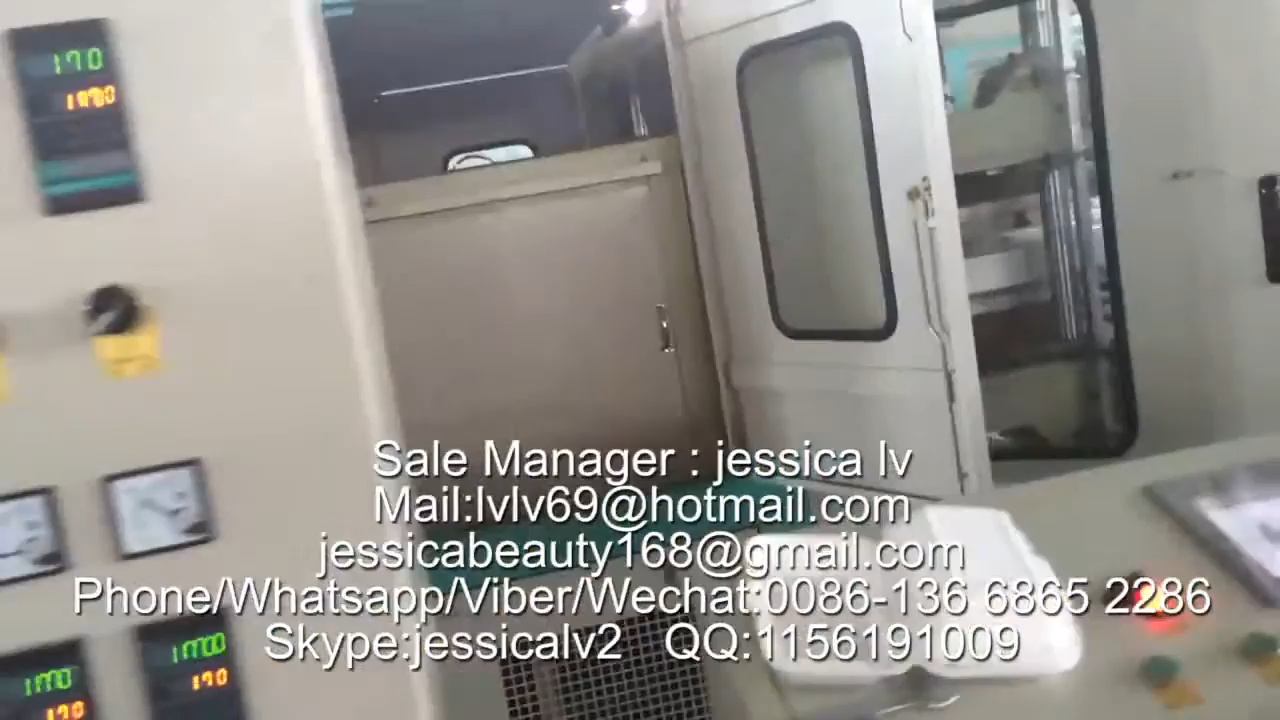 170
Sale Manager : jessica lv
Mail:lvlv69@hotmail.com
jessicabeauty168@gmail.com
Phone/Whatsapp/Viber/Wechat:0086-136 6865 2286
Skype:jessicalv2 QQ:1156191009
170
170